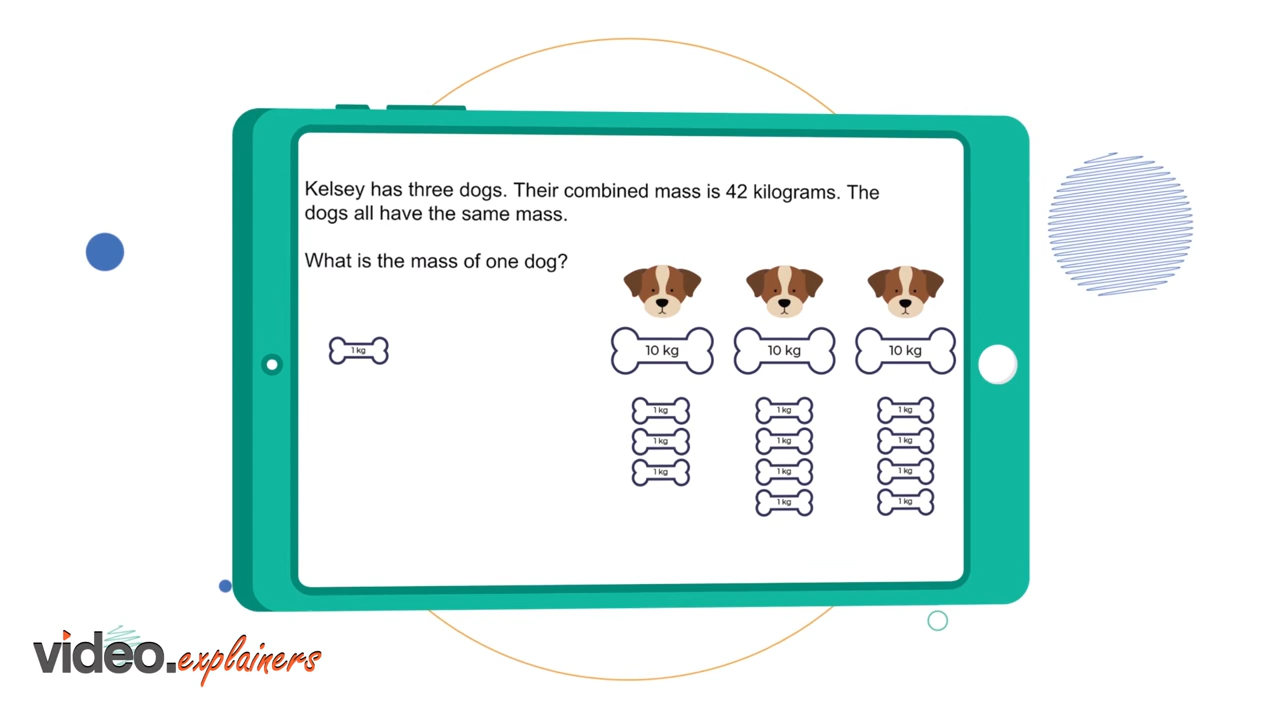 Kelsey has three dogs. Their combined mass is 42 kilograms. The
dogs all have the same mass.
What is the mass of one dog?
1 kg
10 kg 10 kg 10 kg
1 kg 1 kg 1 kg
1 kg 1 kg 1 kg
1 kg 1 kg 1 kg
1 kg 1 kg
video.explainers